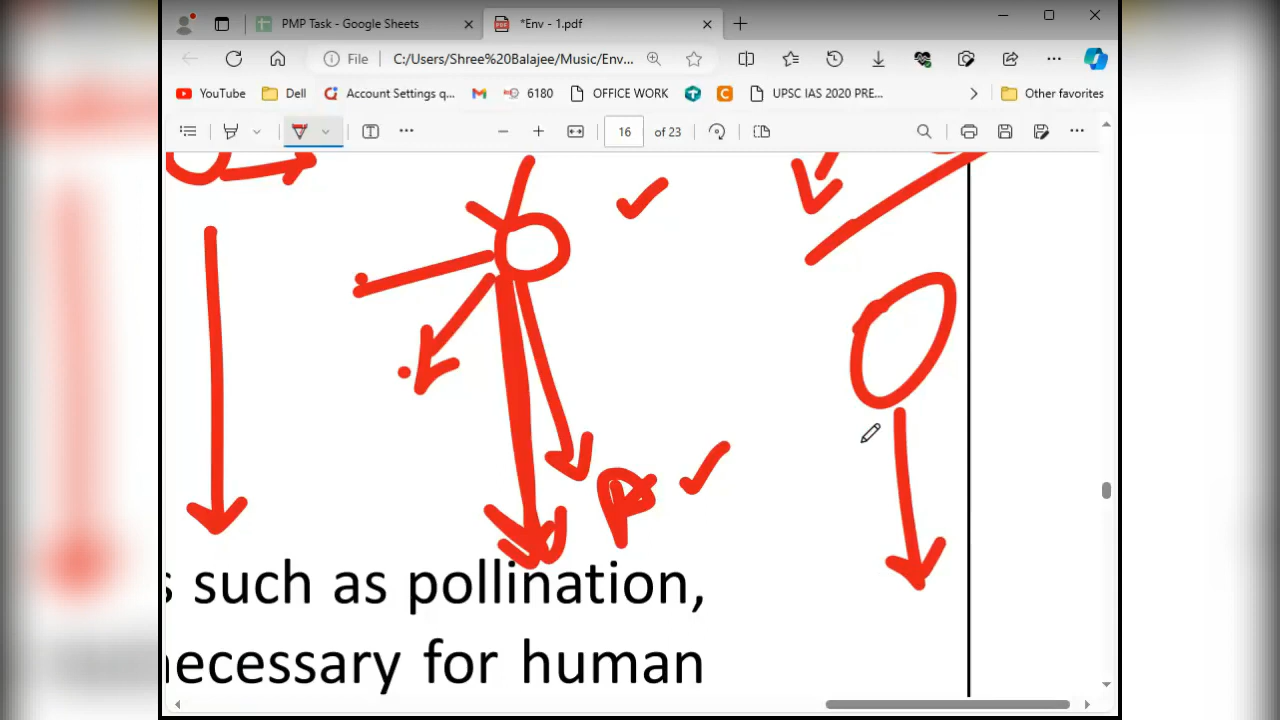 PMP Task - Google Sheets
*Env - 1.pdf
File
C:/Users/Shree%20Balajee/Music/Env...
YouTube
Dell
Account Settings q...
6180
OFFICE WORK
UPSC IAS 2020 PRE...
Other favorites
16 of 23
such as pollination,
necessary for human